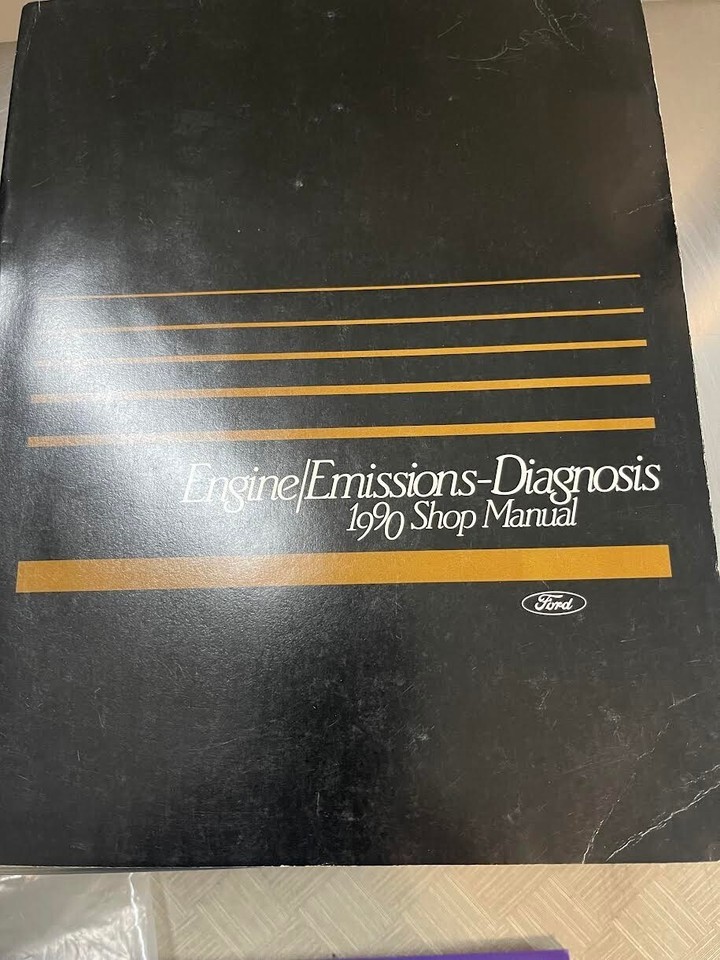 Engine/Emissions-Diagnosis
1990 Shop Manual
Ford